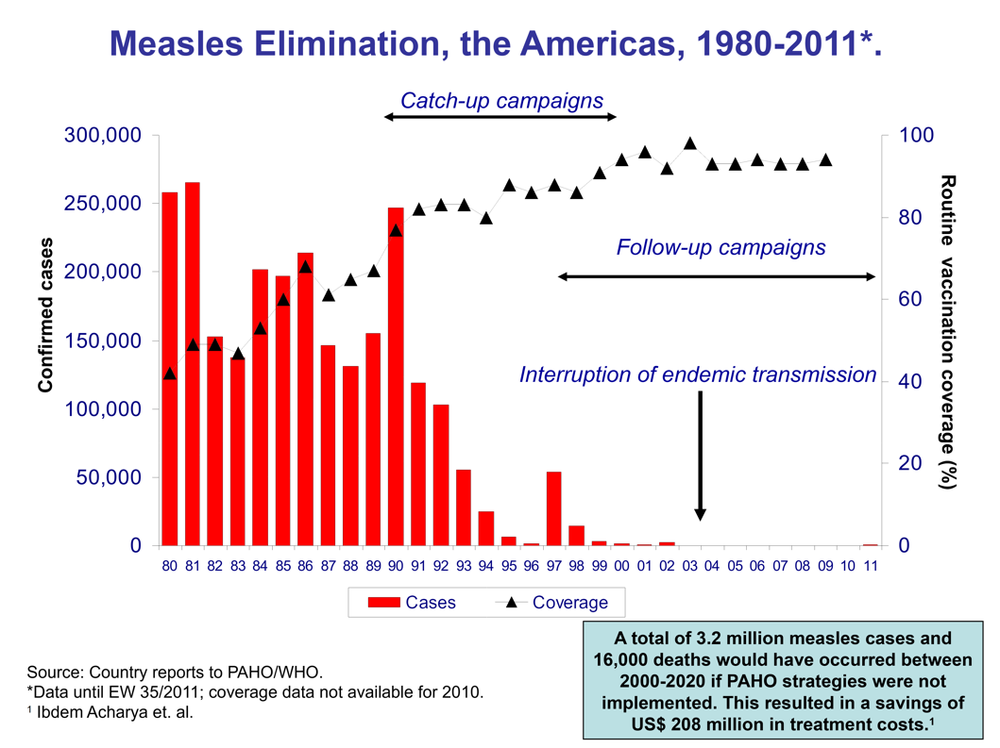 Measles Elimination, the Americas, 1980-2011*.
Catch-up campaigns
300,000
250,000
200,000
150,000
100,000
50,000
0
Confirmed cases
100
80
60
40
20
0
Routine vaccination coverage (%)
Follow-up campaigns
Interruption of endemic transmission
80 81 82 83 84 85 86 87 88 89 90 91 92 93 94 95 96 97 98 99 00 01 02 03 04 05 06 07 08 09 10 11
Cases Coverage
A total of 3.2 million measles cases and
16,000 deaths would have occurred between
2000-2020 if PAHO strategies were not
implemented. This resulted in a savings of
US$ 208 million in treatment costs.¹
Source: Country reports to PAHO/WHO.
*Data until EW 35/2011; coverage data not available for 2010.
¹ Ibdem Acharya et. al.